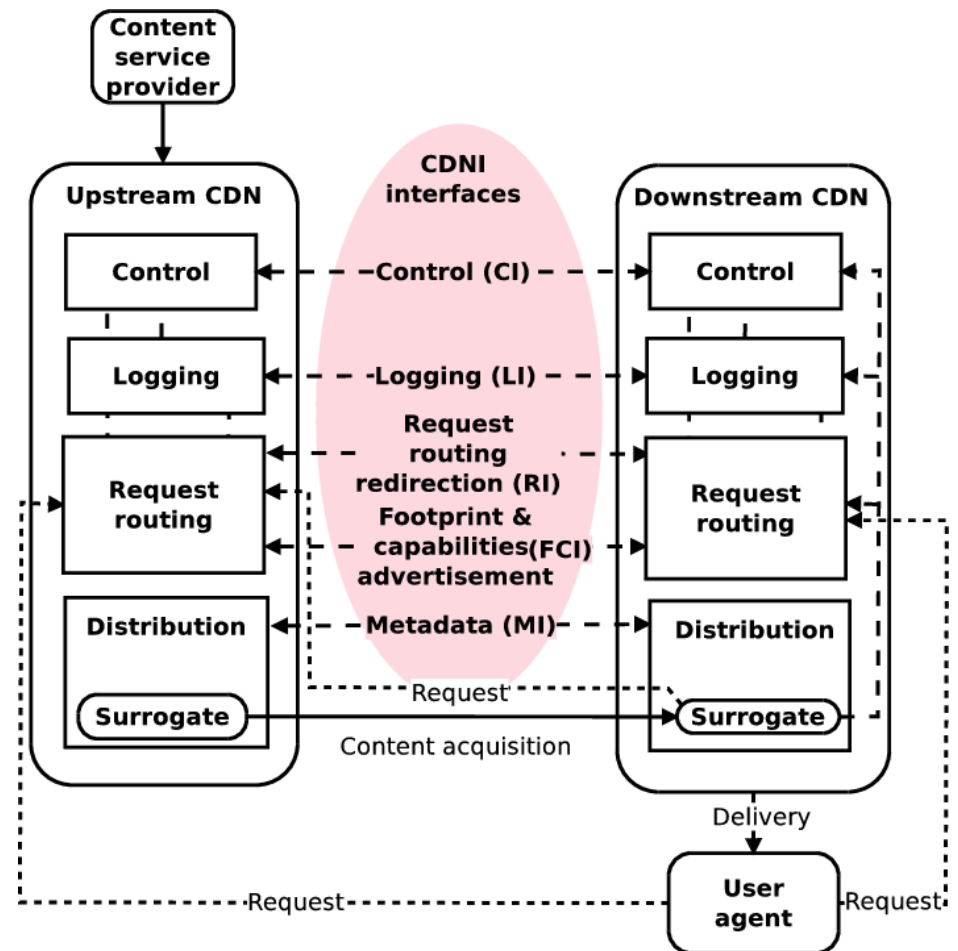 Content
service
provider
CDNI
interfaces
Upstream CDN
Downstream CDN
Control
Control (CI)
Control
Logging
Logging (LI)
Logging
Request
routing
redirection (RI)
Request
routing
Request
routing
Footprint &
capabilities(FCI)
advertisement
Distribution
Metadata (MI)
Distribution
Request
Surrogate
Surrogate
Content acquisition
Delivery
User
agent
Request
Request